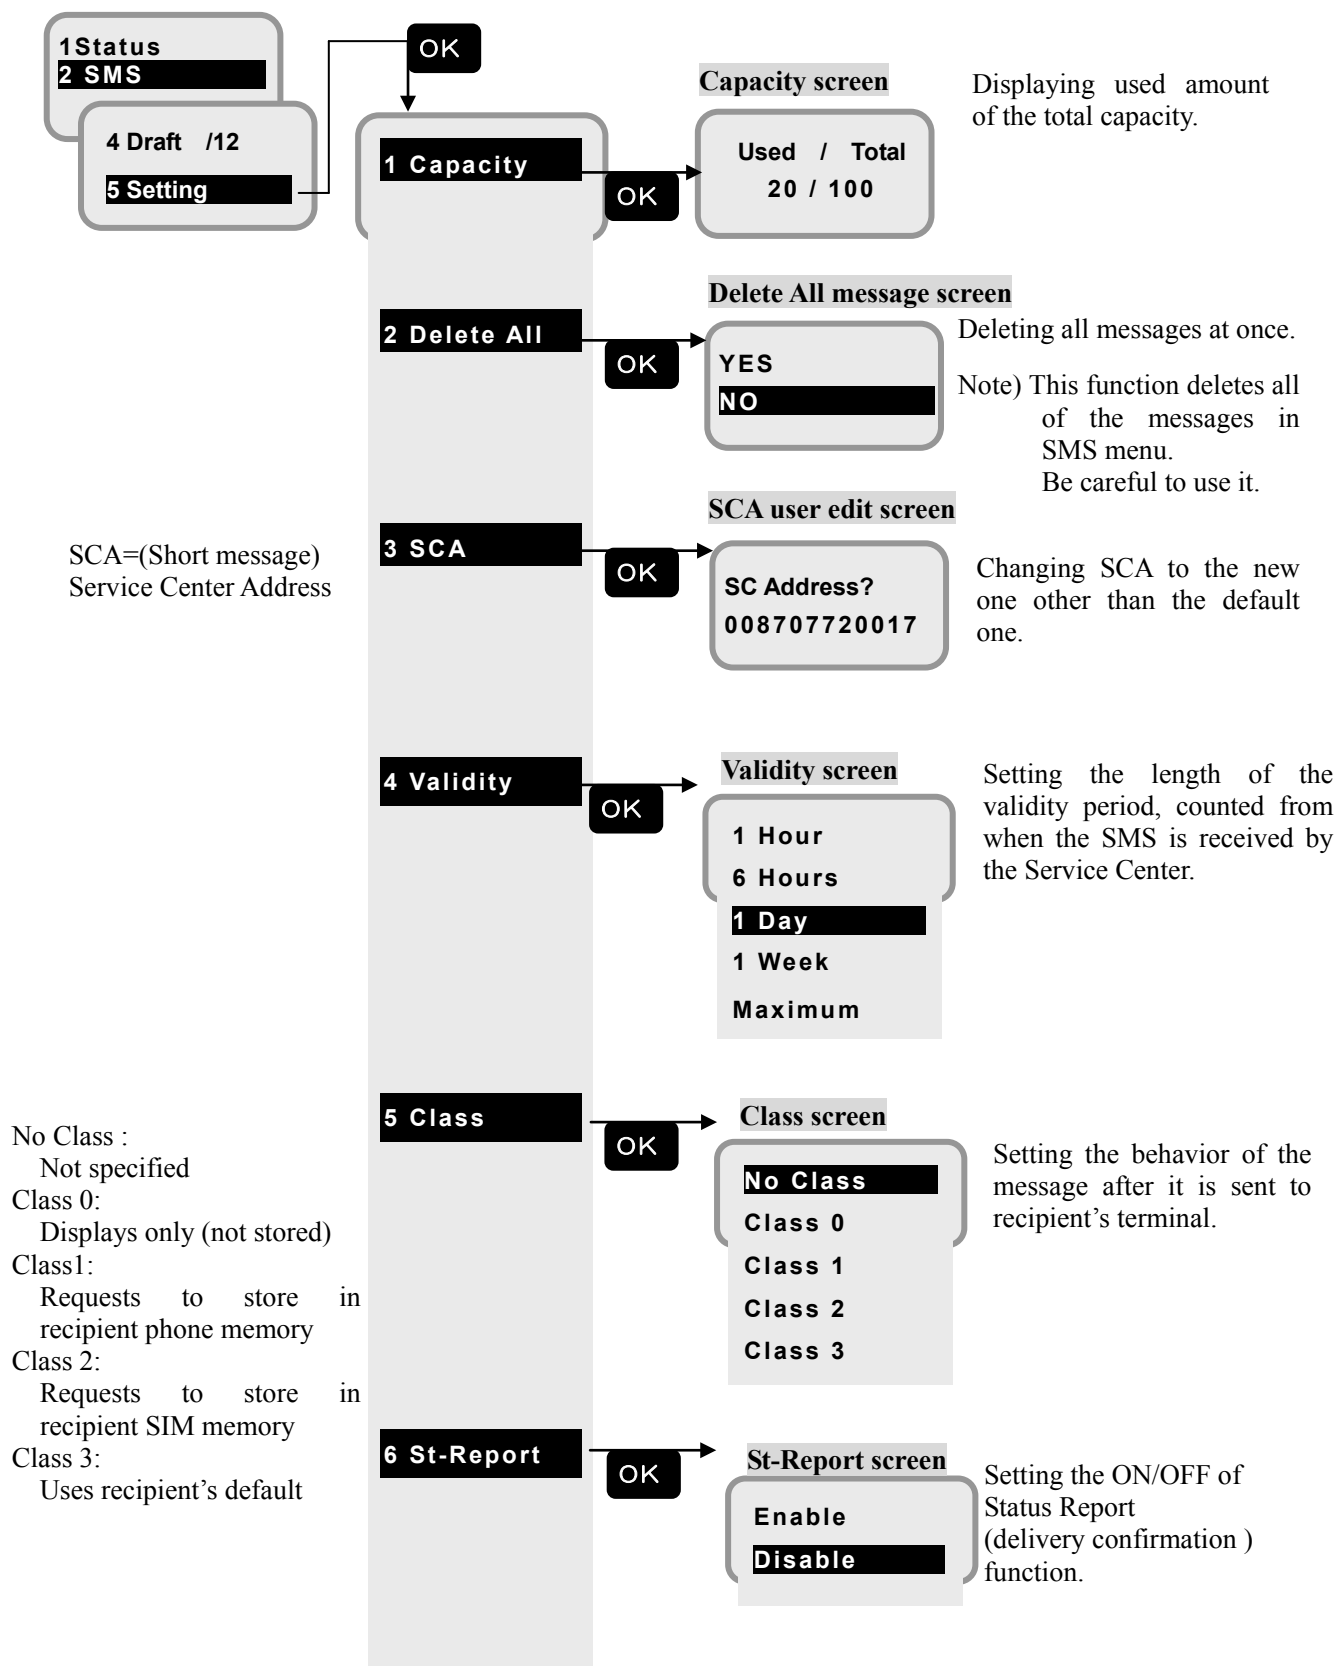 1Status
2 SMS
OK
4 Draft /12
5 Setting
1 Capacity
OK
Capacity screen
Used / Total
20 / 100
Displaying used amount
of the total capacity.
2 Delete All
OK
Delete All message screen
YES
NO
Deleting all messages at once.
Note) This function deletes all
of the messages in
SMS menu.
Be careful to use it.
SCA=(Short message)
Service Center Address
3 SCA
OK
SCA user edit screen
SC Address?
008707720017
Changing SCA to the new
one other than the default
one.
4 Validity
OK
Validity screen
1 Hour
6 Hours
1 Day
1 Week
Maximum
Setting the length of the
validity period, counted from
when the SMS is received by
the Service Center.
No Class :
Not specified
Class 0:
Displays only (not stored)
Class1:
Requests to store in
recipient phone memory
Class 2:
Requests to store in
recipient SIM memory
Class 3:
Uses recipient’s default
5 Class
OK
Class screen
No Class
Class 0
Class 1
Class 2
Class 3
Setting the behavior of the
message after it is sent to
recipient’s terminal.
6 St-Report
OK
St-Report screen
Enable
Disable
Setting the ON/OFF of
Status Report
(delivery confirmation )
function.